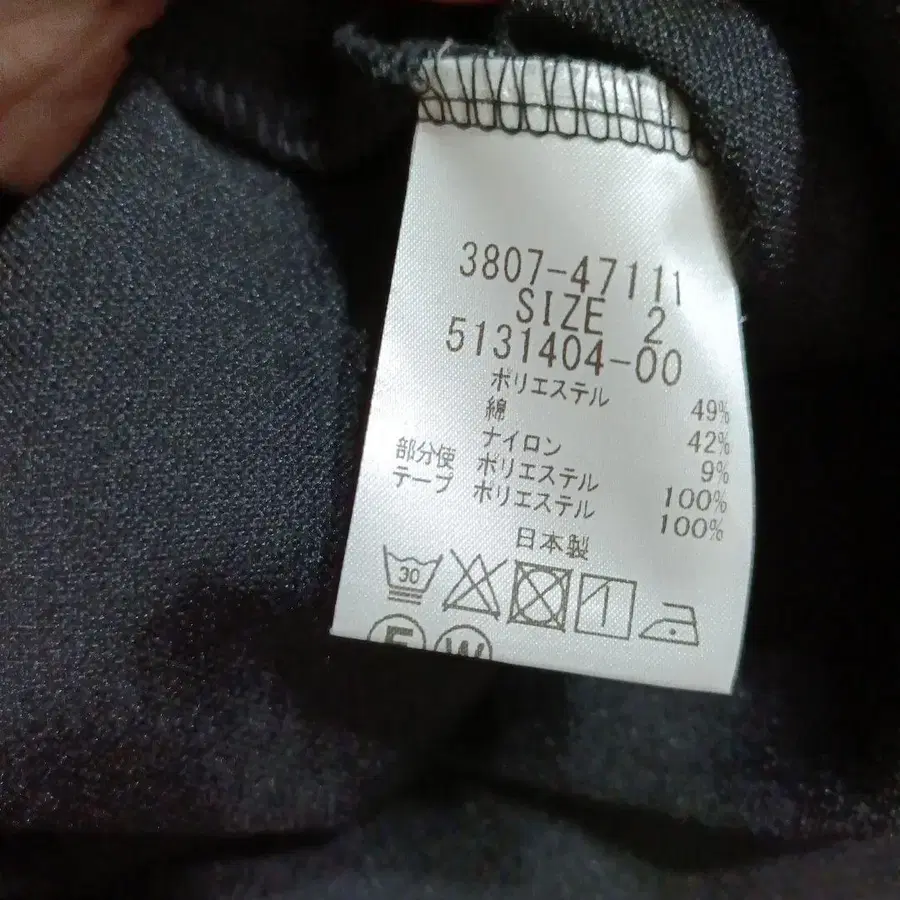 3807-47111
SIZE 2
5131404-00
ポリエステル 49%
綿 42%
ナイロン 9%
部分使 ポリエステル 100%
テープ ポリエステル 100%
日本製
30
F W